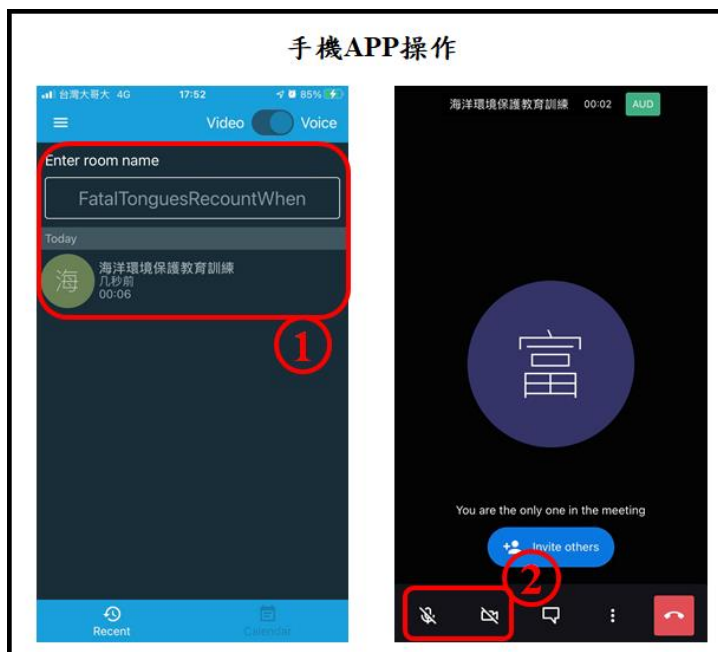 手機APP操作
台灣大哥大 4G 17:52 85%
Video Voice
Enter room name
FatalTonguesRecountWhen
Today
海
海洋環境保護教育訓練
几秒前
00:06
1
Recent
Calendar
海洋環境保護教育訓練 00:02 AUD
富
You are the only one in the meeting
Invite others
2